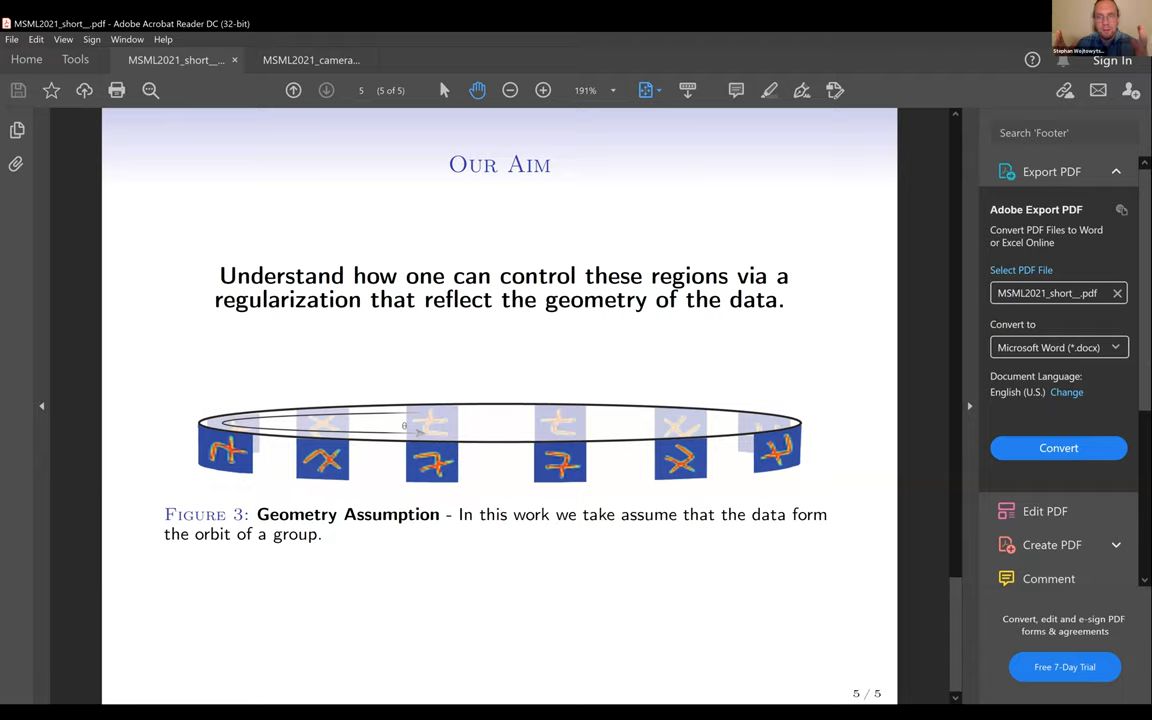 MSML2021_short__.pdf - Adobe Acrobat Reader DC (32-bit)
File Edit View Sign Window Help
Home Tools MSML2021_short__... × MSML2021_camera... Sign In
5 (5 of 5) 191%
Stephan Wojtowyts...
OUR AIM
Understand how one can control these regions via a
regularization that reflect the geometry of the data.
θ
FIGURE 3: Geometry Assumption - In this work we take assume that the data form
the orbit of a group.
5 / 5
Search 'Footer'
Export PDF
Adobe Export PDF
Convert PDF Files to Word
or Excel Online
Select PDF File
MSML2021_short__.pdf
Convert to
Microsoft Word (*.docx)
Document Language:
English (U.S.) Change
Convert
Edit PDF
Create PDF
Comment
Convert, edit and e-sign PDF
forms & agreements
Free 7-Day Trial